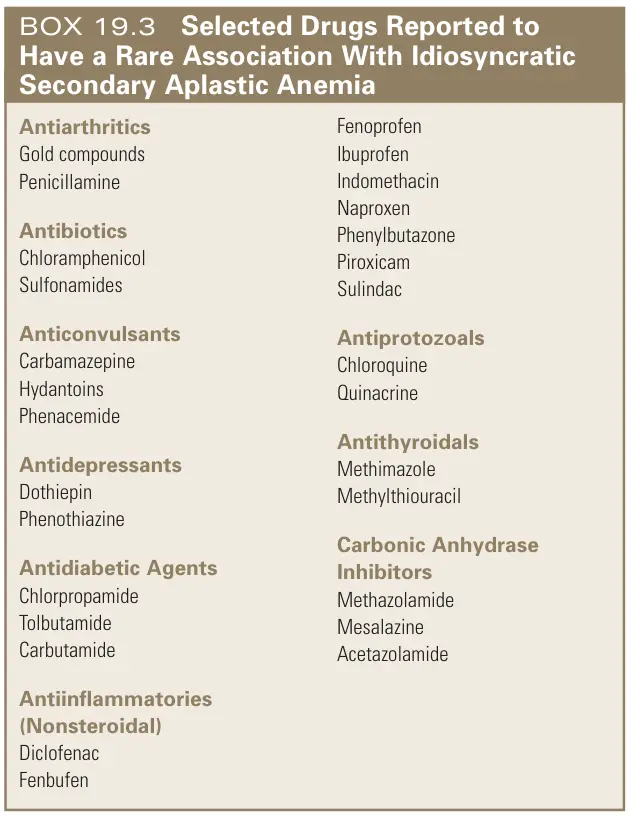 BOX 19.3 Selected Drugs Reported to
Have a Rare Association With Idiosyncratic
Secondary Aplastic Anemia
Antiarthritics
Gold compounds
Penicillamine
Antibiotics
Chloramphenicol
Sulfonamides
Anticonvulsants
Carbamazepine
Hydantoins
Phenacemide
Antidepressants
Dothiepin
Phenothiazine
Antidiabetic Agents
Chlorpropamide
Tolbutamide
Carbutamide
Antiinflammatories
(Nonsteroidal)
Diclofenac
Fenbufen
Fenoprofen
Ibuprofen
Indomethacin
Naproxen
Phenylbutazone
Piroxicam
Sulindac
Antiprotozoals
Chloroquine
Quinacrine
Antithyroidals
Methimazole
Methylthiouracil
Carbonic Anhydrase
Inhibitors
Methazolamide
Mesalazine
Acetazolamide